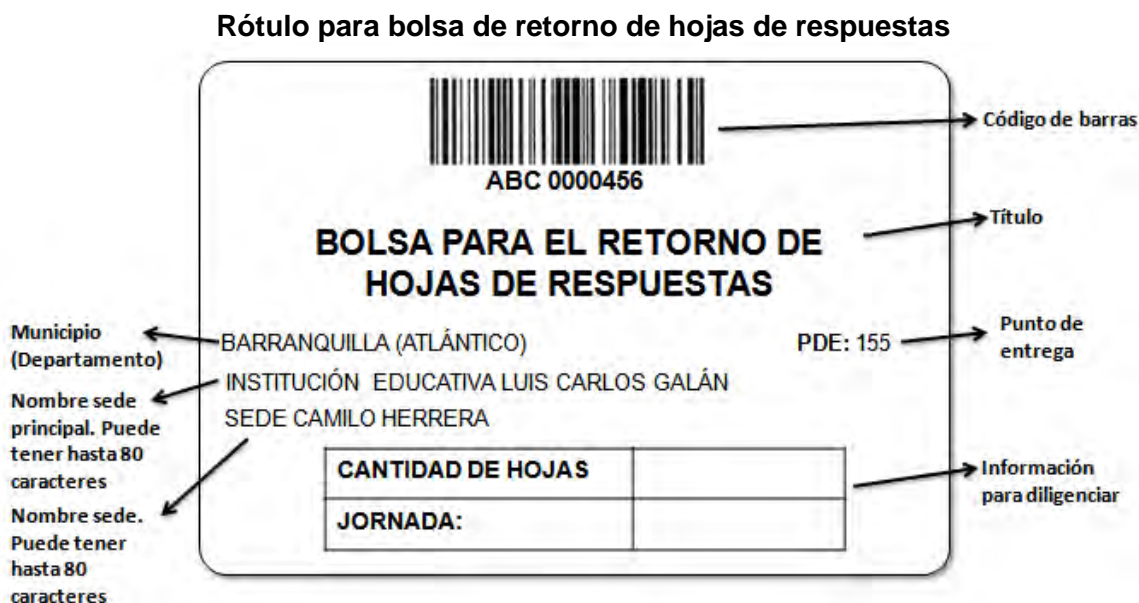 Rótulo para bolsa de retorno de hojas de respuestas
ABC 0000456
Código de barras
BOLSA PARA EL RETORNO DE
HOJAS DE RESPUESTAS
Título
Municipio
(Departamento)
BARRANQUILLA (ATLÁNTICO)
PDE: 155
Punto de
entrega
INSTITUCIÓN EDUCATIVA LUIS CARLOS GALÁN
Nombre sede
principal. Puede
tener hasta 80
caracteres
SEDE CAMILO HERRERA
Nombre sede.
Puede tener
hasta 80
caracteres
CANTIDAD DE HOJAS
JORNADA:
Información
para diligenciar